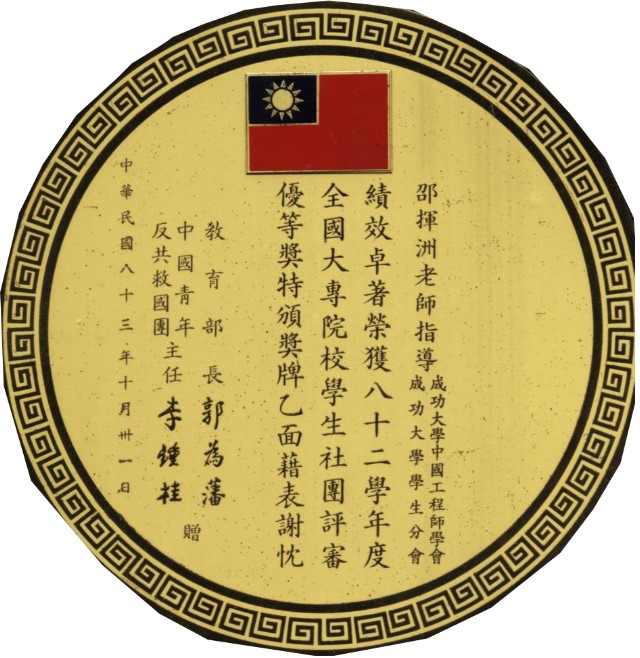 邵揮洲老師指導
成功大學中國工程師學會
成功大學學生分會
績效卓著榮獲八十二學年度
全國大專院校學生社團評審
優等獎特頒獎牌乙面藉表謝忱
教育部長郭為藩
中國青年
反共救國團
主任李鍾桂
贈
中華民國八十三年十月卅一日